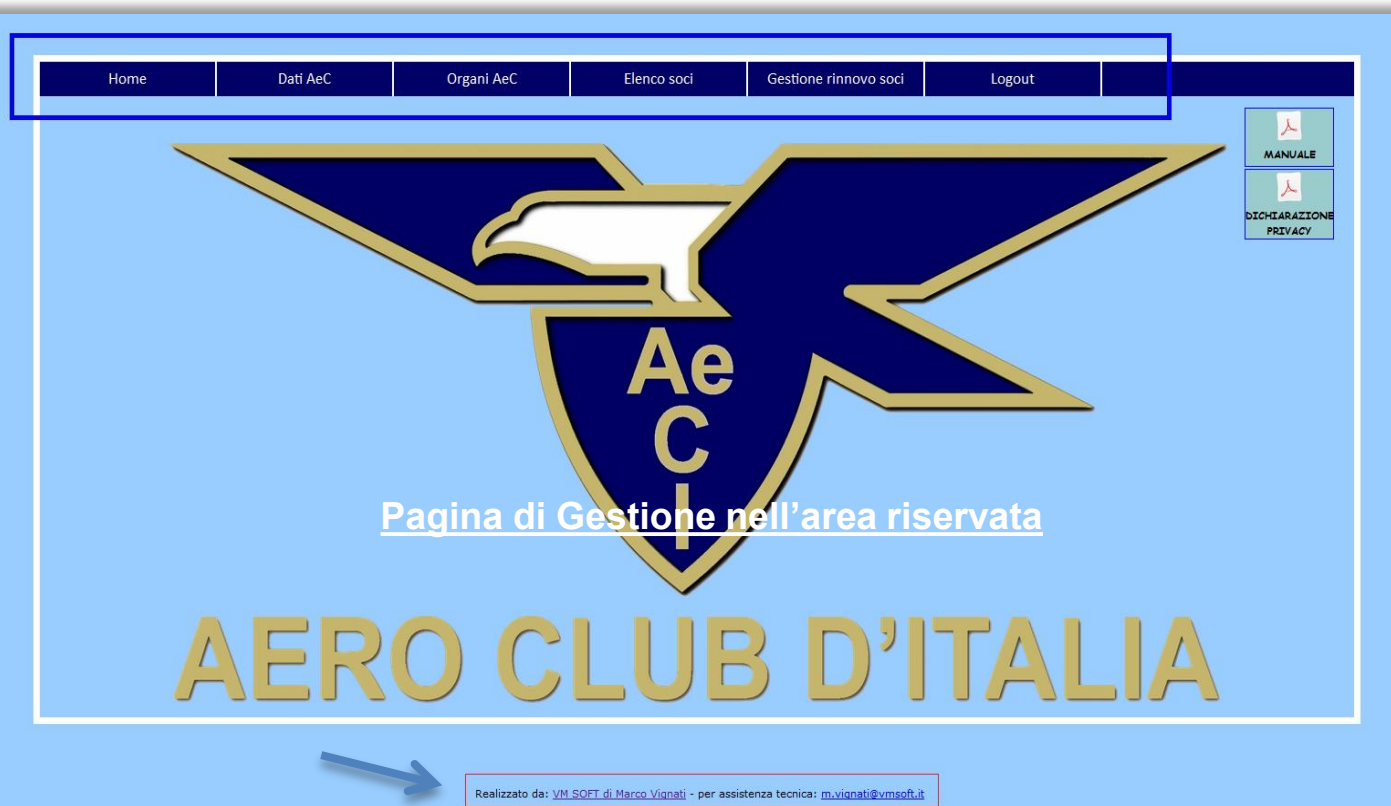 Home Dati AeC Organi AeC Elenco soci Gestione rinnovo soci Logout
MANUALE
DICHIARAZIONE
PRIVACY
Ae
C
I
Pagina di Gestione nell’area riservata
AERO CLUB D’ITALIA
Realizzato da: VM SOFT di Marco Vignati - per assistenza tecnica: m.vignati@vmsoft.it